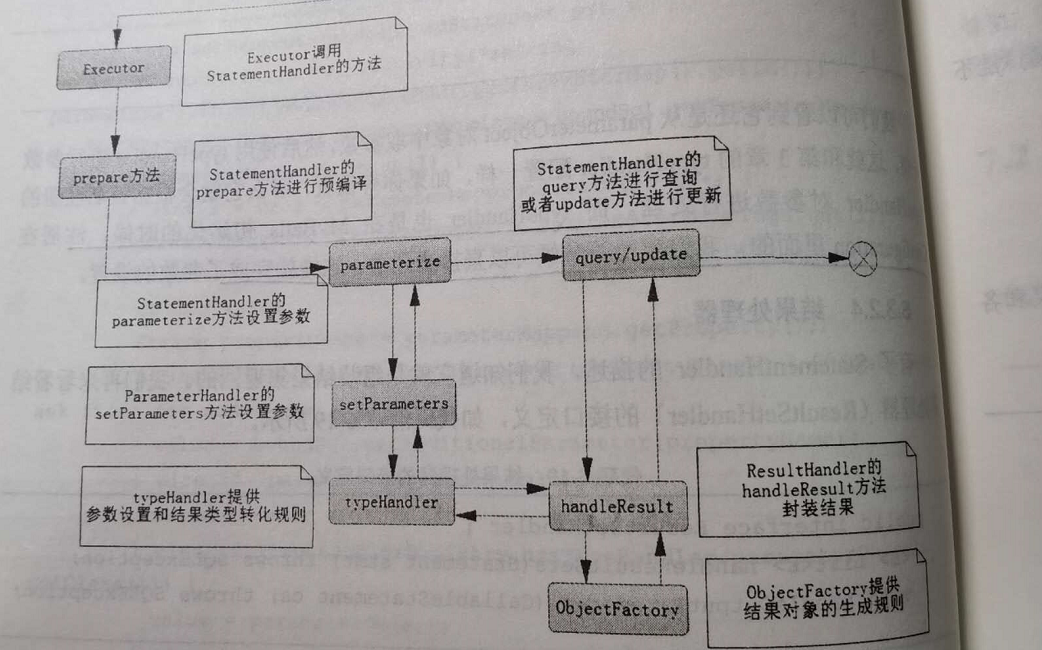 Executor
Executor调用
StatementHandler的方法
prepare方法
StatementHandler的
prepare方法进行预编译
StatementHandler的
query方法进行查询
或者update方法进行更新
parameterize
query/update
StatementHandler的
parameterize方法设置参数
ParameterHandler的
setParameters方法设置参数
setParameters
typeHandler提供
参数设置和结果类型转化规则
typeHandler
handleResult
ResultHandler的
handleResult方法
封装结果
ObjectFactory
ObjectFactory提供
结果对象的生成规则